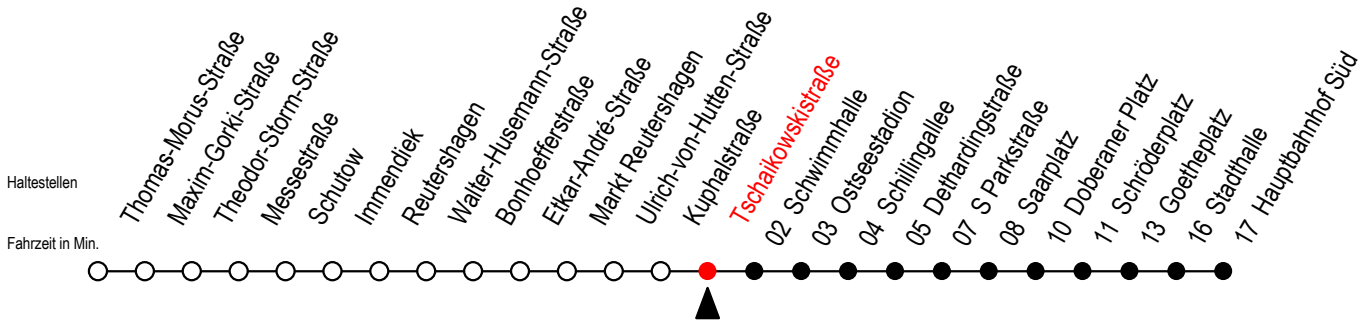 Haltestellen
Fahrzeit in Min.
Thomas-Morus-Straße
Maxim-Gorki-Straße
Theodor-Storm-Straße
Messestraße
Schutow
Immendiek
Reutershagen
Walter-Husemann-Straße
Bonhoefferstraße
Etkar-André-Straße
Markt Reutershagen
Ulrich-von-Hutten-Straße
Kuphalstraße
Tschaikowskistraße
02 Schwimmhalle
03 Ostseestadion
04 Schillingallee
05 Dethardingstraße
07 S Parkstraße
08 Saarplatz
10 Doberaner Platz
11 Schröderplatz
13 Goetheplatz
16 Stadthalle
17 Hauptbahnhof Süd